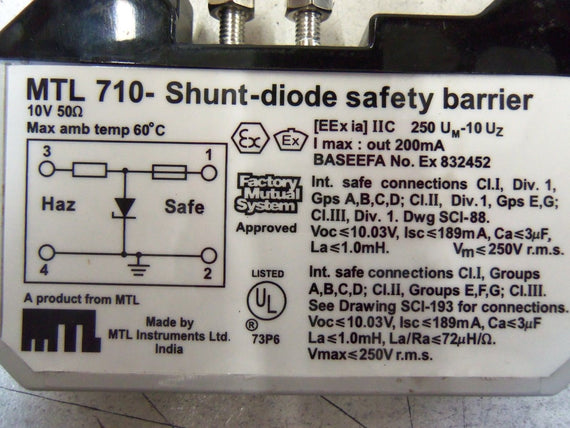 MTL 710- Shunt-diode safety barrier
10V 50Ω
Max amb temp 60°C
3
1
Haz
Safe
4
2
A product from MTL
MTL
Made by
MTL Instruments Ltd.
India
Ex
Ex
[EEx ia] IIC 250 UM-10 UZ
I max : out 200mA
BASEEFA No. Ex 832452
Factory
Mutual
System
Approved
Int. safe connections Cl.I, Div. 1,
Gps A,B,C,D; Cl.II, Div.1, Gps E,G;
Cl.III, Div. 1. Dwg SCI-88.
Voc≤10.03V, Isc≤189mA, Ca≤3μF,
La≤1.0mH. Vm≤250V r.m.s.
LISTED
UL
®
73P6
Int. safe connections Cl.I, Groups
A,B,C,D; Cl.II, Groups E,F,G; Cl.III.
See Drawing SCI-193 for connections.
Voc≤10.03V, Isc≤189mA, Ca≤3μF
La≤1.0mH, La/Ra≤72μH/Ω.
Vmax≤250V r.m.s.